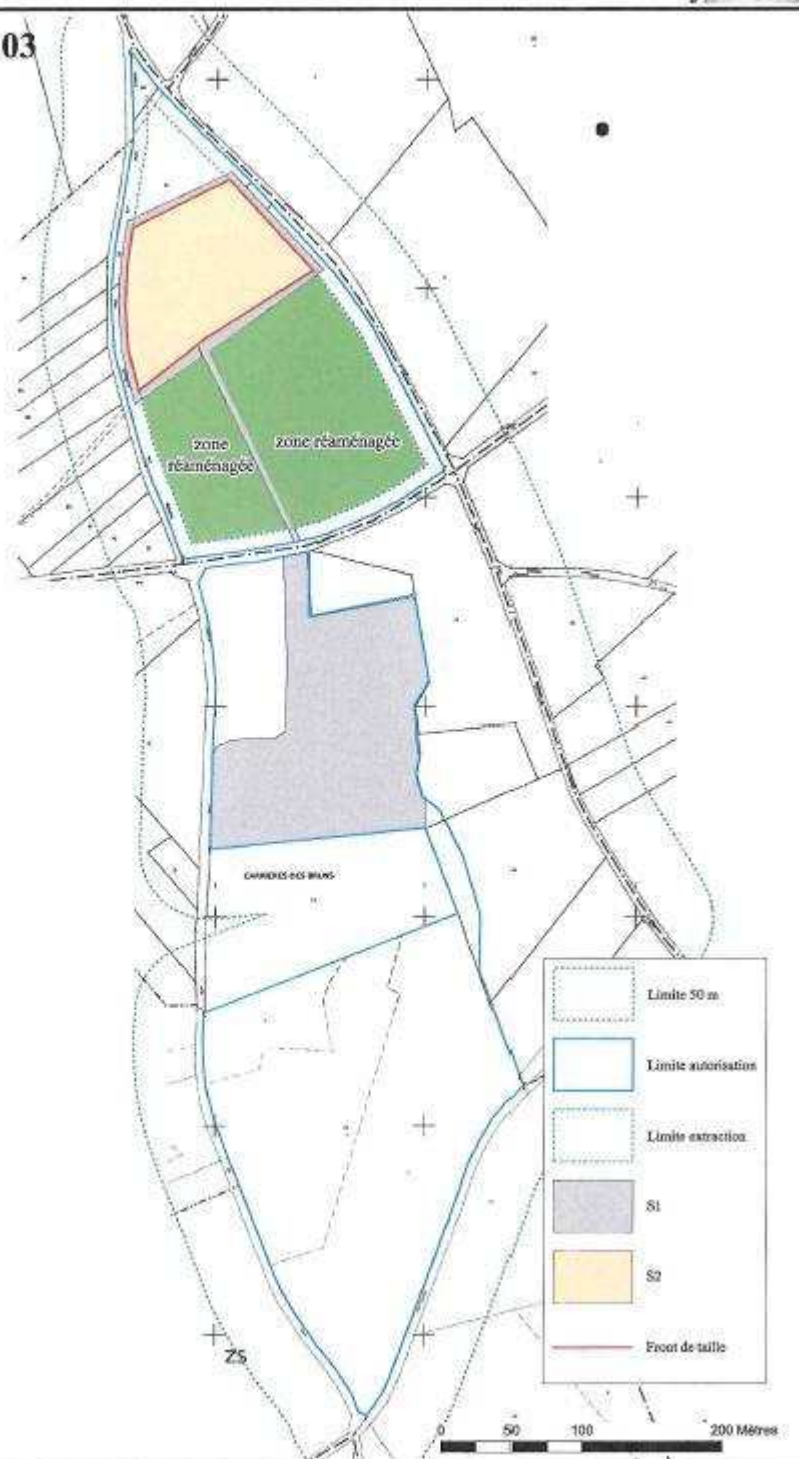 03
zone
réaménagée
zone réaménagée
CARRIERES DES BRUNS
Limite 50 m
Limite autorisation
Limite extraction
S1
S2
Front de taille
ZS
0 50 100 200 Mètres